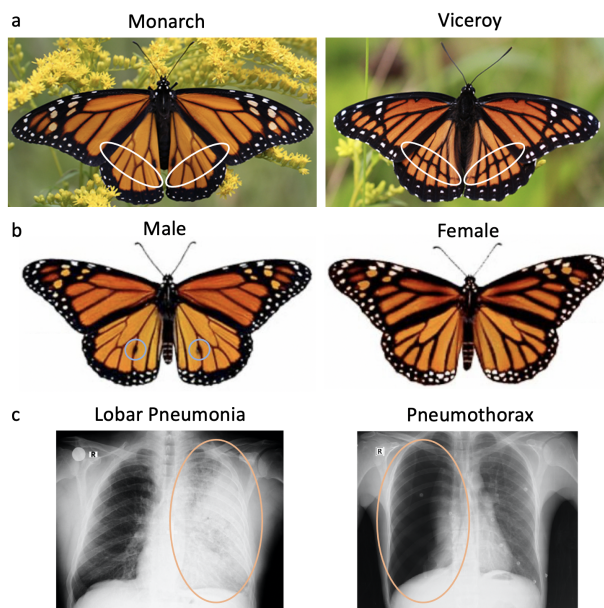 a
Monarch
Viceroy
b
Male
Female
c
Lobar Pneumonia
Pneumothorax
R
R